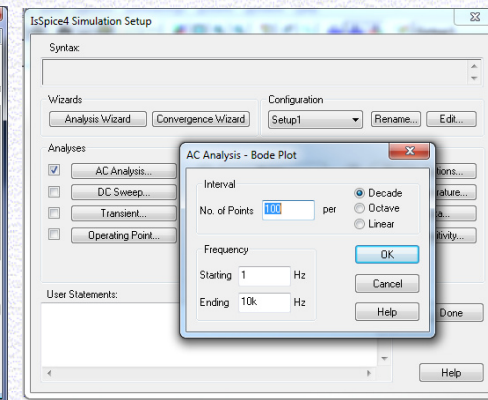 IsSpice4 Simulation Setup
Syntax:
Wizards
Analysis Wizard
Convergence Wizard
Configuration
Setup1
Rename...
Edit...
Analyses
AC Analysis...
DC Sweep...
Transient...
Operating Point...
AC Analysis - Bode Plot
Interval
No. of Points 100 per
Decade
Octave
Linear
Frequency
Starting 1 Hz
Ending 10k Hz
OK
Cancel
Help
User Statements:
Done
Help